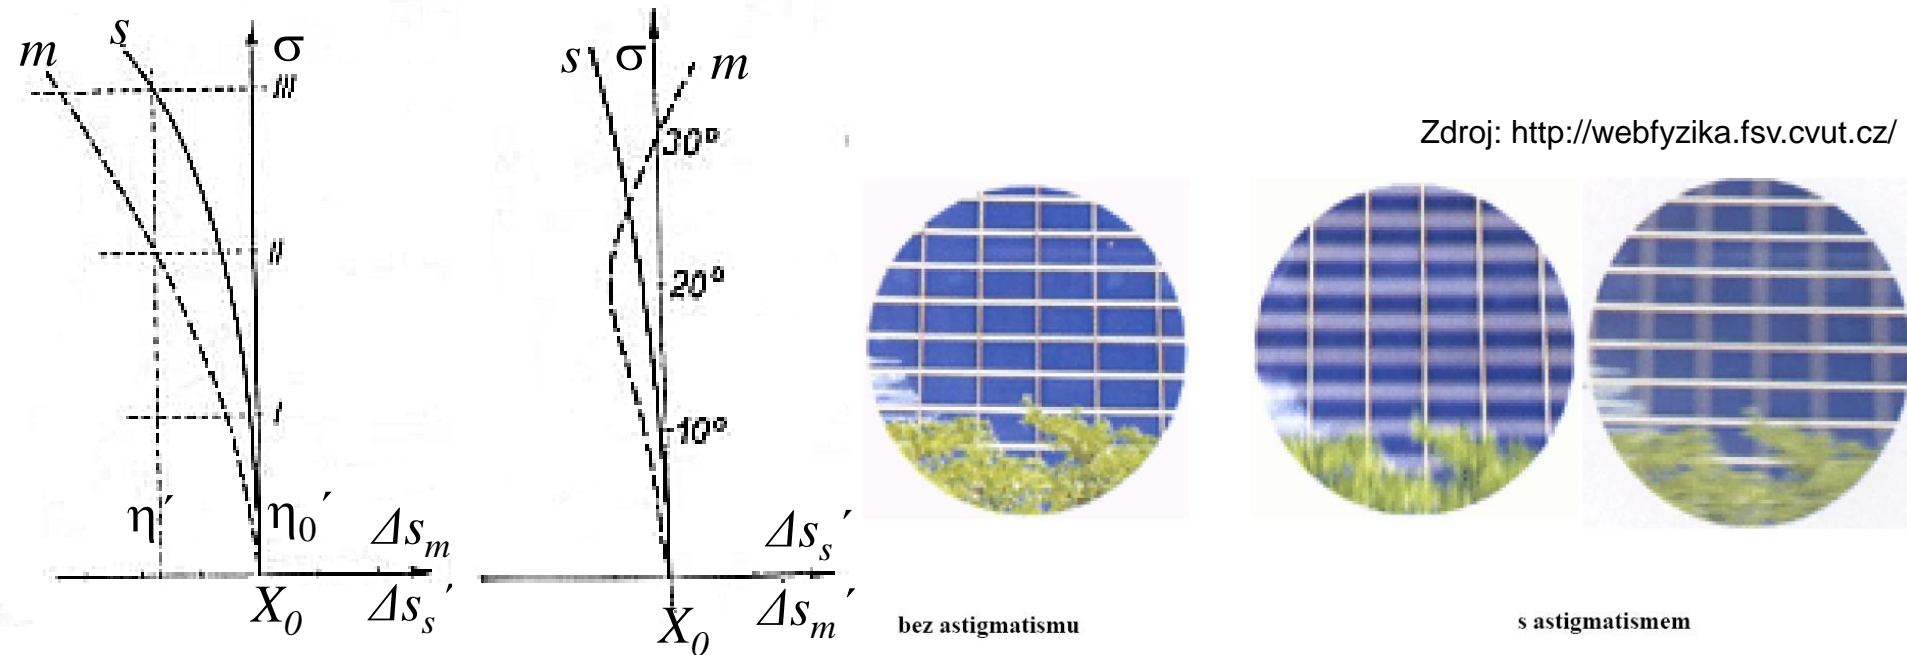 m
s
σ
III
II
I
η´
η0´
Δsm
X0
Δss´
s
σ
m
30°
20°
10°
Δss´
X0
Δsm´
Zdroj: http://webfyzika.fsv.cvut.cz/
bez astigmatismu
s astigmatismem